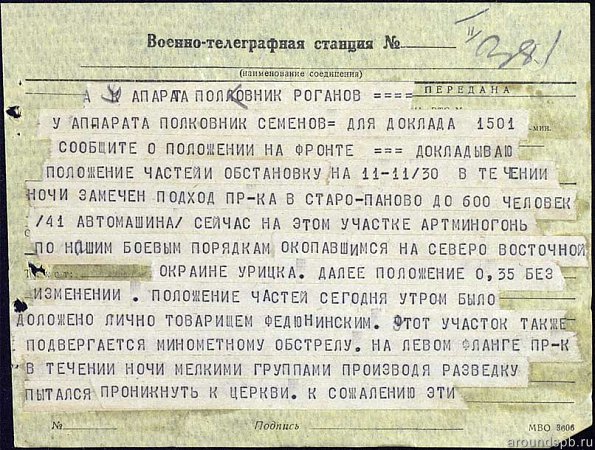 Военно-телеграфная станция №
(наименование соединения)
ПЕРЕДАНА
А У АПАРАТА ПОЛКОВНИК РОГАНОВ ====
У АППАРАТА ПОЛКОВНИК СЕМЕНОВ= ДЛЯ ДОКЛАДА 1501
мин.
СООБЩИТЕ О ПОЛОЖЕНИИ НА ФРОНТЕ === ДОКЛАДЫВАЮ
ПОЛОЖЕНИЕ ЧАСТЕЙИ ОБСТАНОВКУ НА 11-11/30 В ТЕЧЕНИИ
НОЧИ ЗАМЕЧЕН ПОДХОД ПР-КА В СТАРО-ПАНОВО ДО 600 ЧЕЛОВЕК
/41 АВТОМАШИНА/ СЕЙЧАС НА ЭТОМ УЧАСТКЕ АРТМИНОГОНЬ
ПО НАШИМ БОЕВЫМ ПОРЯДКАМ ОКОПАВШИМСЯ НА СЕВЕРО ВОСТОЧНОЙ
ОКРАИНЕ УРИЦКА. ДАЛЕЕ ПОЛОЖЕНИЕ 0,35 БЕЗ
ИЗМЕНЕНИИ . ПОЛОЖЕНИЕ ЧАСТЕЙ СЕГОДНЯ УТРОМ БЫЛО
ДОЛОЖЕНО ЛИЧНО ТОВАРИЩЕМ ФЕДЮНИНСКИМ. ЭТОТ УЧАСТОК ТАКЖЕ
ПОДВЕРГАЕТСЯ МИНОМЕТНОМУ ОБСТРЕЛУ. НА ЛЕВОМ ФЛАНГЕ ПР-К
В ТЕЧЕНИИ НОЧИ МЕЛКИМИ ГРУППАМИ ПРОИЗВОДЯ РАЗВЕДКУ
ПЫТАЛСЯ ПРОНИКНУТЬ К ЦЕРКВИ. К СОЖАЛЕНИЮ ЭТИ
№ Подпись МВО 3606
aroundspb.ru